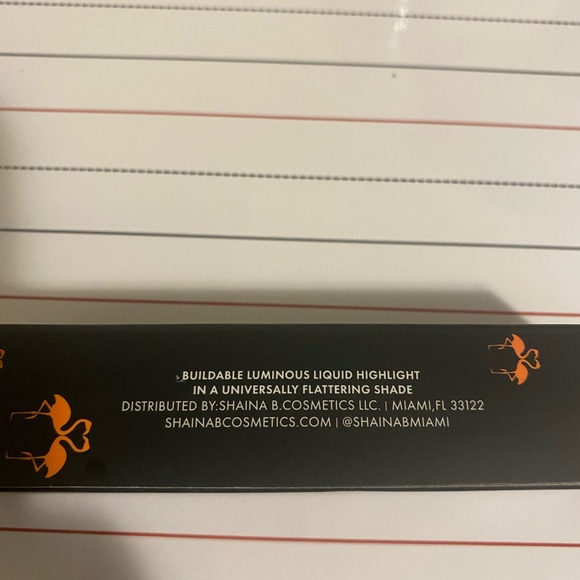 BUILDABLE LUMINOUS LIQUID HIGHLIGHT
IN A UNIVERSALLY FLATTERING SHADE
DISTRIBUTED BY:SHAINA B.COSMETICS LLC. | MIAMI,FL 33122
SHAINABCOSMETICS.COM | @SHAINABMIAMI